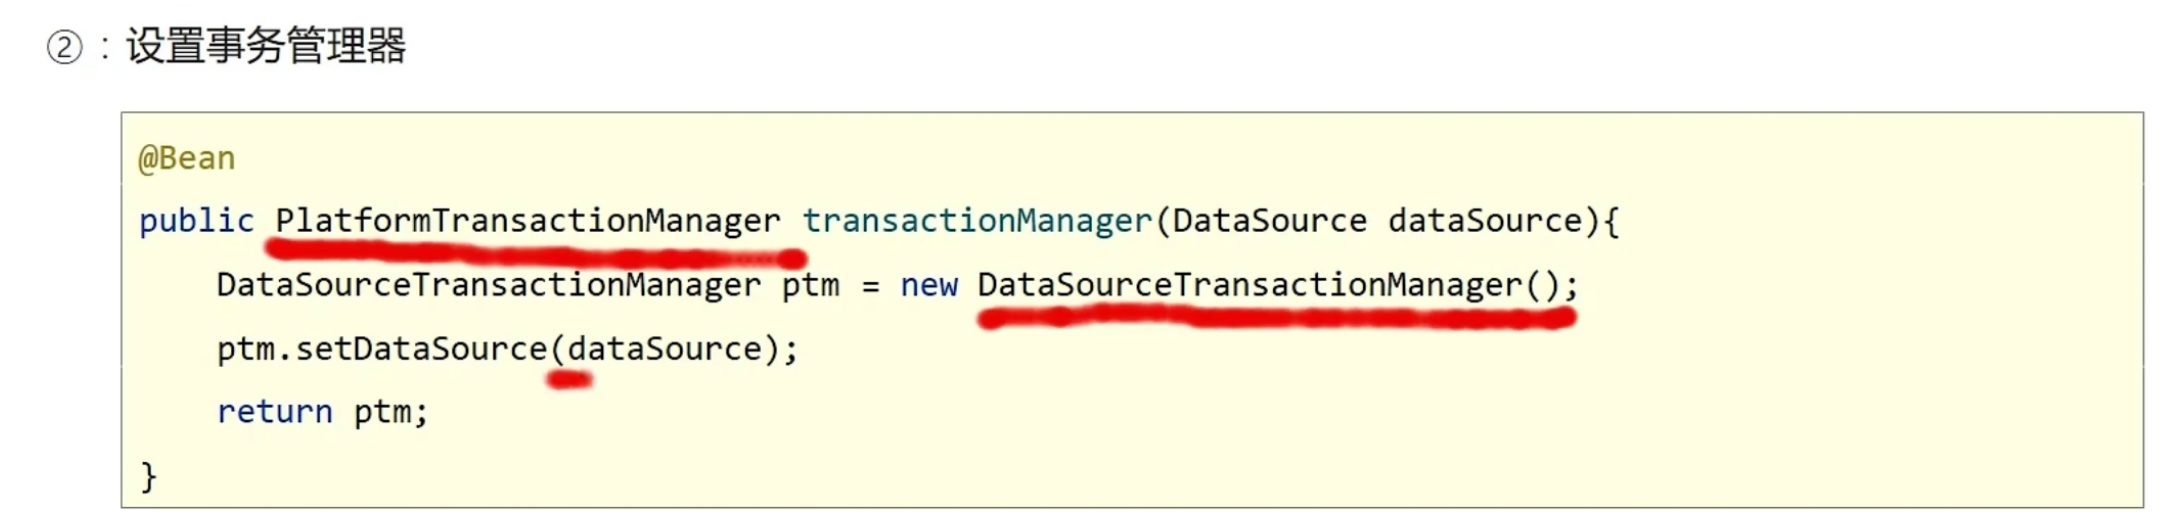 ②：设置事务管理器
@Bean
public PlatformTransactionManager transactionManager(DataSource dataSource){
    DataSourceTransactionManager ptm = new DataSourceTransactionManager();
    ptm.setDataSource(dataSource);
    return ptm;
}